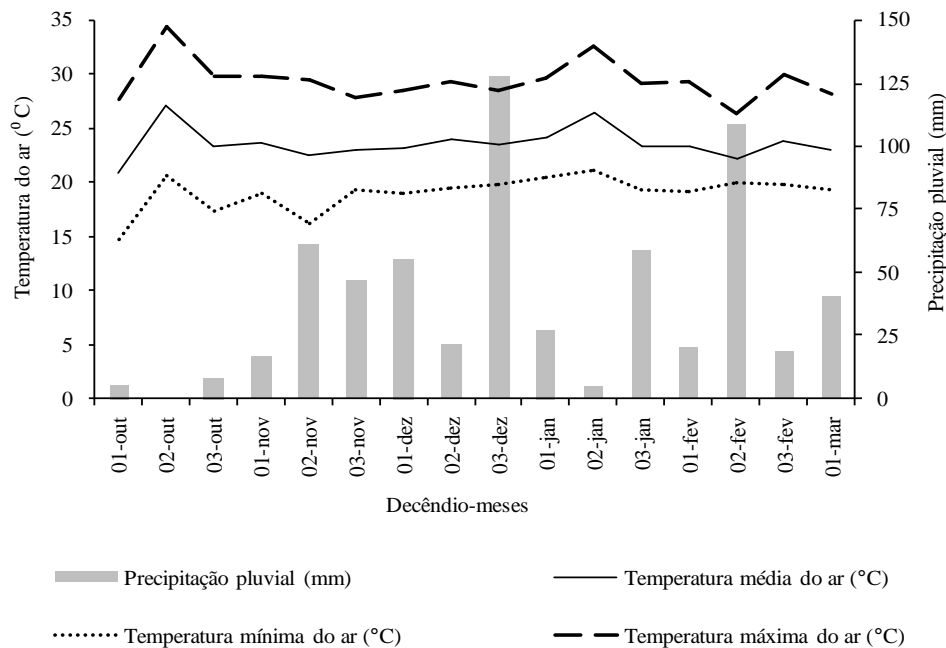 35
30
25
20
15
10
5
0
Temperatura do ar (⁰ C)
150
125
100
75
50
25
0
Precipitação pluvial (mm)
01-out
02-out
03-out
01-nov
02-nov
03-nov
01-dez
02-dez
03-dez
01-jan
02-jan
03-jan
01-fev
02-fev
03-fev
01-mar
Decêndio-meses
Precipitação pluvial (mm)
Temperatura média do ar (°C)
Temperatura mínima do ar (°C)
Temperatura máxima do ar (°C)